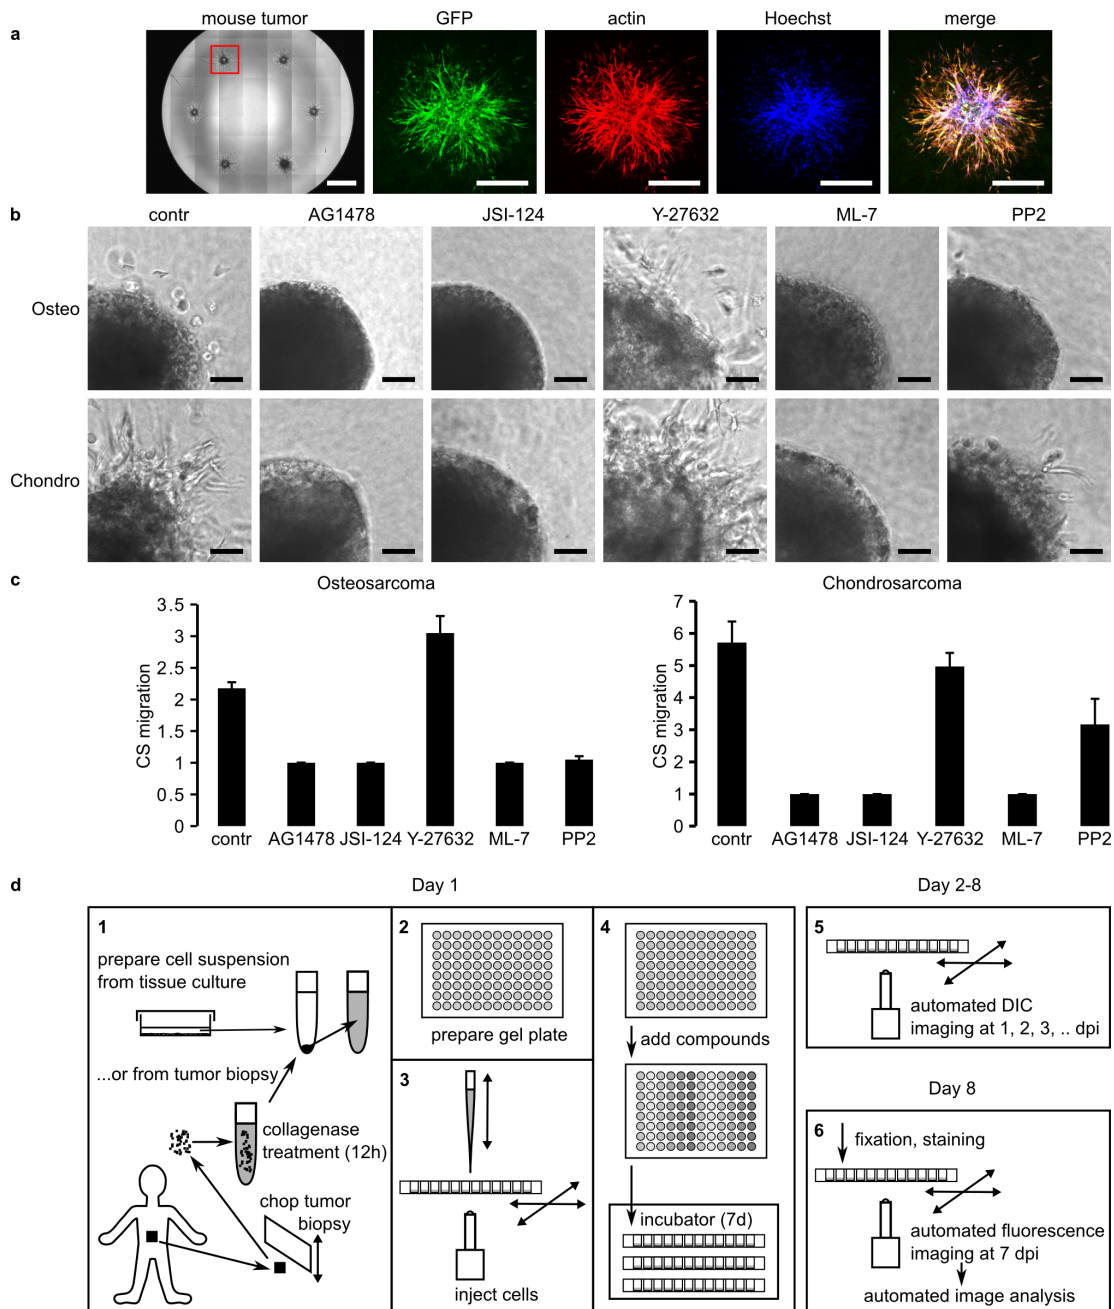 mouse tumor GFP actin Hoechst merge
a
b contr AG1478 JSI-124 Y-27632 ML-7 PP2
Osteo
Chondro
c
Osteosarcoma
CS migration
3.5
3
2.5
2
1.5
1
0.5
0
contr AG1478 JSI-124 Y-27632 ML-7 PP2
Chondrosarcoma
CS migration
7
6
5
4
3
2
1
0
contr AG1478 JSI-124 Y-27632 ML-7 PP2
d Day 1
1
prepare cell suspension
from tissue culture
...or from tumor biopsy
collagenase
treatment (12h)
chop tumor
biopsy
2
prepare gel plate
3
inject cells
4
add compounds
incubator (7d)
Day 2-8
5
automated DIC
imaging at 1, 2, 3, .. dpi
Day 8
6
fixation, staining
automated fluorescence
imaging at 7 dpi
automated image analysis